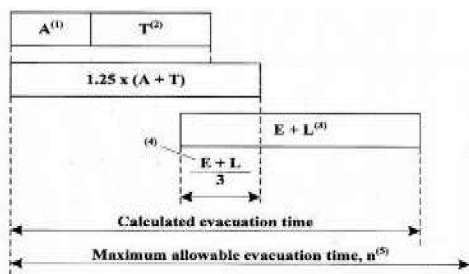 A(1) T(2)
1.25 x (A + T)
E + L(3)
(4)
E + L
3
Calculated evacuation time
Maximum allowable evacuation time, n(5)